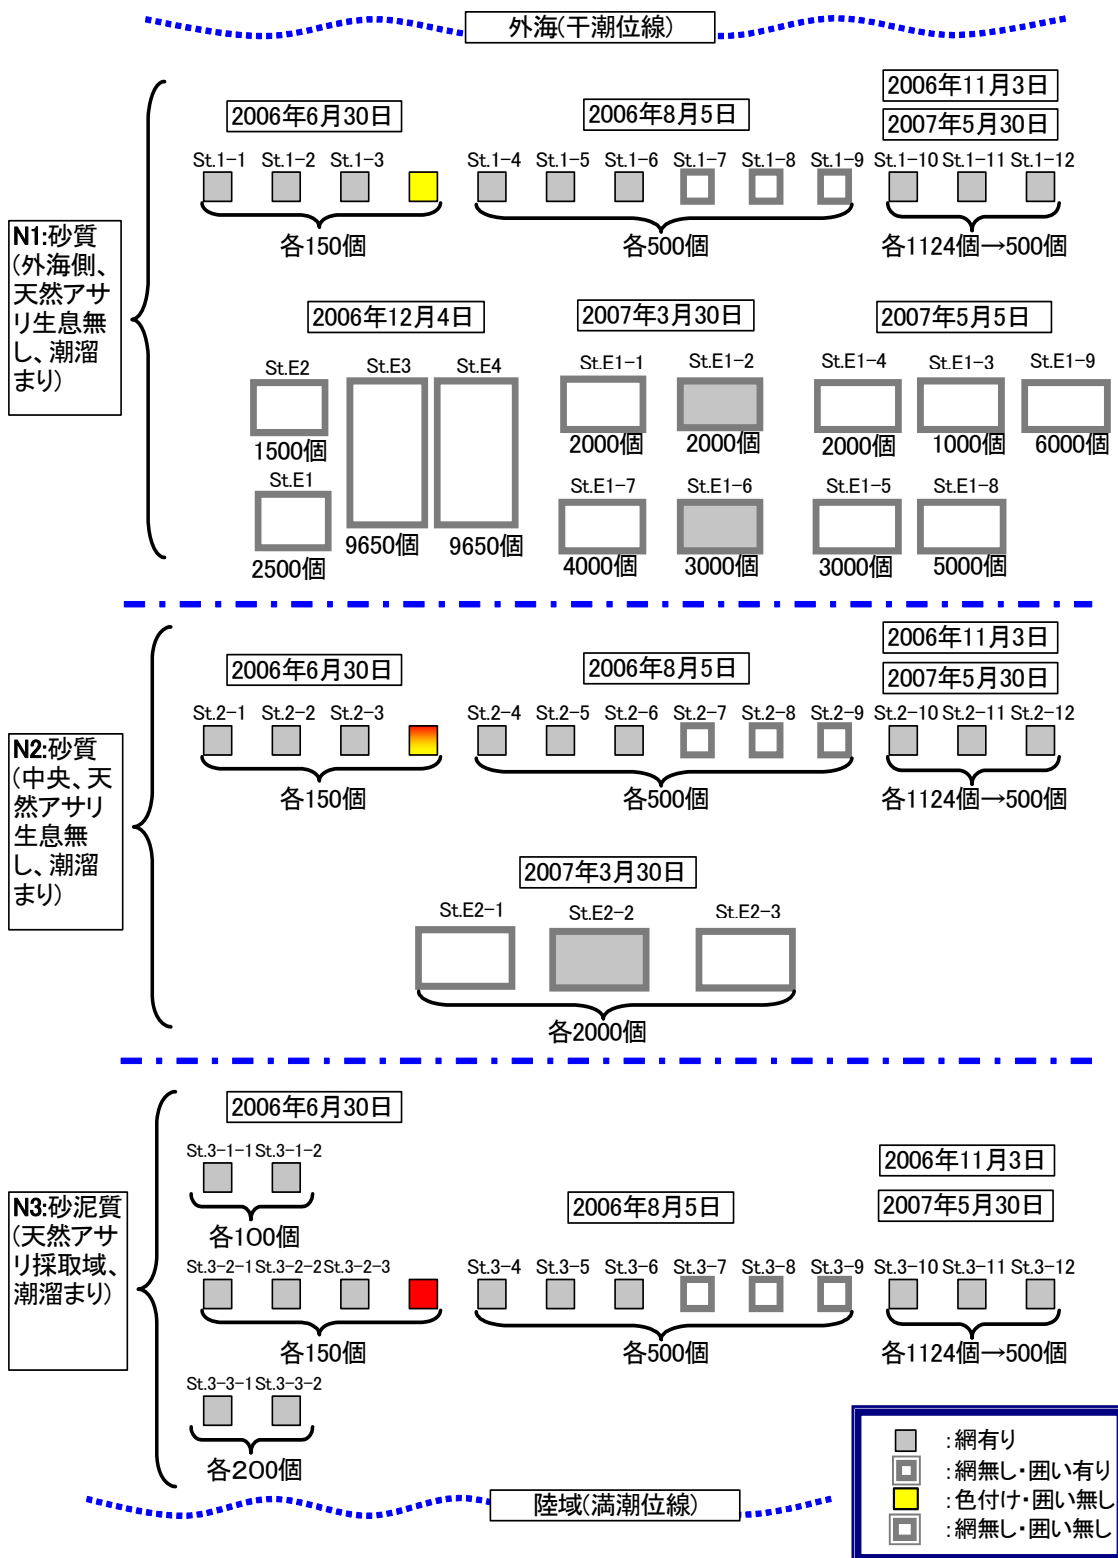 外海(干潮位線)
2006年6月30日
2006年8月5日
2006年11月3日
2007年5月30日
St.1-1 St.1-2 St.1-3 St.1-4 St.1-5 St.1-6 St.1-7 St.1-8 St.1-9 St.1-10 St.1-11 St.1-12
各150個
各500個
各1124個→500個
N1:砂質
(外海側、
天然アサ
リ生息無
し、潮溜
まり)
2006年12月4日
2007年3月30日
2007年5月5日
St.E2 St.E3 St.E4 St.E1-1 St.E1-2 St.E1-4 St.E1-3 St.E1-9
1500個 2000個 2000個 2000個 1000個 6000個
St.E1 St.E1-7 St.E1-6 St.E1-5 St.E1-8
2500個 9650個 9650個 4000個 3000個 3000個 5000個
2006年6月30日
2006年8月5日
2006年11月3日
2007年5月30日
St.2-1 St.2-2 St.2-3 St.2-4 St.2-5 St.2-6 St.2-7 St.2-8 St.2-9 St.2-10 St.2-11 St.2-12
各150個
各500個
各1124個→500個
N2:砂質
(中央、天
然アサリ
生息無
し、潮溜
まり)
2007年3月30日
St.E2-1 St.E2-2 St.E2-3
各2000個
2006年6月30日
St.3-1-1 St.3-1-2
各100個
2006年8月5日
2006年11月3日
2007年5月30日
N3:砂泥質
(天然アサ
リ採取域、
潮溜まり)
St.3-2-1 St.3-2-2 St.3-2-3 St.3-4 St.3-5 St.3-6 St.3-7 St.3-8 St.3-9 St.3-10 St.3-11 St.3-12
各150個
各500個
各1124個→500個
St.3-3-1 St.3-3-2
各200個
:網有り
:網無し・囲い有り
:色付け・囲い無し
:網無し・囲い無し
陸域(満潮位線)